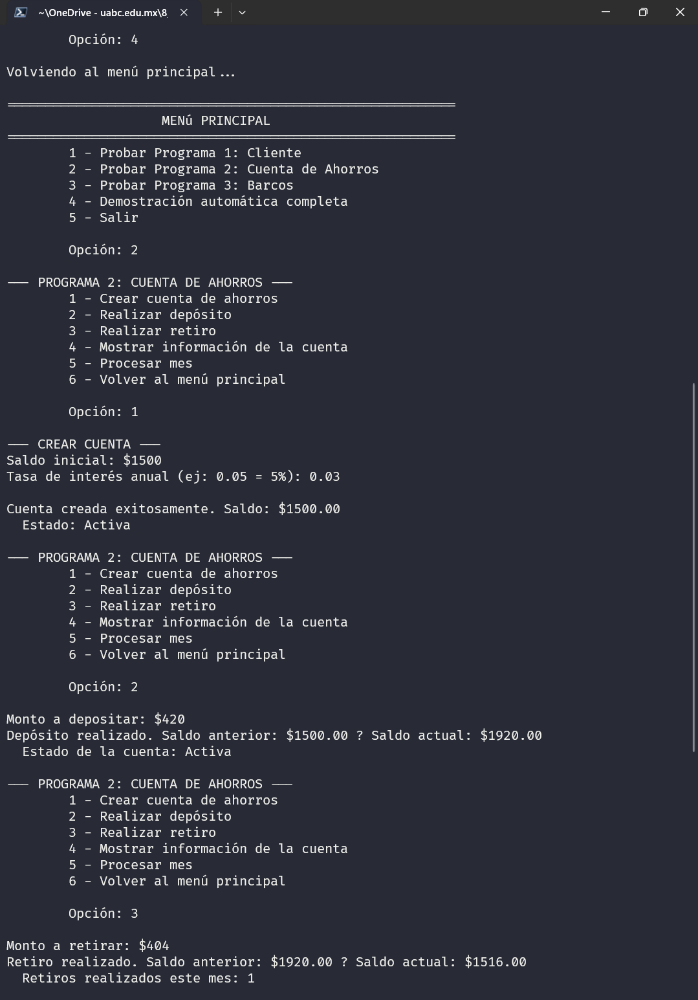 ~\OneDrive - uabc.edu.mx\8_
Opción: 4
Volviendo al menú principal...
============================================================
MENú PRINCIPAL
============================================================
1 - Probar Programa 1: Cliente
2 - Probar Programa 2: Cuenta de Ahorros
3 - Probar Programa 3: Barcos
4 - Demostración automática completa
5 - Salir
Opción: 2
--- PROGRAMA 2: CUENTA DE AHORROS ---
1 - Crear cuenta de ahorros
2 - Realizar depósito
3 - Realizar retiro
4 - Mostrar información de la cuenta
5 - Procesar mes
6 - Volver al menú principal
Opción: 1
--- CREAR CUENTA ---
Saldo inicial: $1500
Tasa de interés anual (ej: 0.05 = 5%): 0.03
Cuenta creada exitosamente. Saldo: $1500.00
Estado: Activa
--- PROGRAMA 2: CUENTA DE AHORROS ---
1 - Crear cuenta de ahorros
2 - Realizar depósito
3 - Realizar retiro
4 - Mostrar información de la cuenta
5 - Procesar mes
6 - Volver al menú principal
Opción: 2
Monto a depositar: $420
Depósito realizado. Saldo anterior: $1500.00 ? Saldo actual: $1920.00
Estado de la cuenta: Activa
--- PROGRAMA 2: CUENTA DE AHORROS ---
1 - Crear cuenta de ahorros
2 - Realizar depósito
3 - Realizar retiro
4 - Mostrar información de la cuenta
5 - Procesar mes
6 - Volver al menú principal
Opción: 3
Monto a retirar: $404
Retiro realizado. Saldo anterior: $1920.00 ? Saldo actual: $1516.00
Retiros realizados este mes: 1